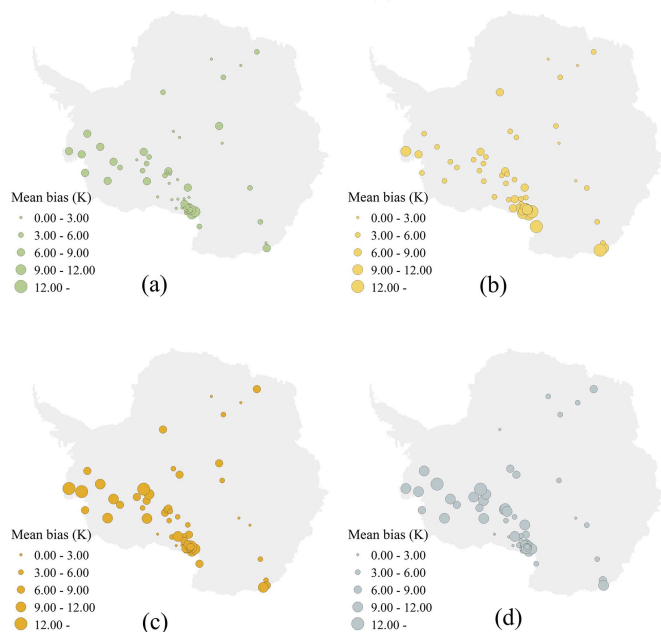 Mean bias (K)
0.00 - 3.00
3.00 - 6.00
6.00 - 9.00
9.00 - 12.00
12.00 -
(a)
Mean bias (K)
0.00 - 3.00
3.00 - 6.00
6.00 - 9.00
9.00 - 12.00
12.00 -
(b)
Mean bias (K)
0.00 - 3.00
3.00 - 6.00
6.00 - 9.00
9.00 - 12.00
12.00 -
(c)
Mean bias (K)
0.00 - 3.00
3.00 - 6.00
6.00 - 9.00
9.00 - 12.00
12.00 -
(d)